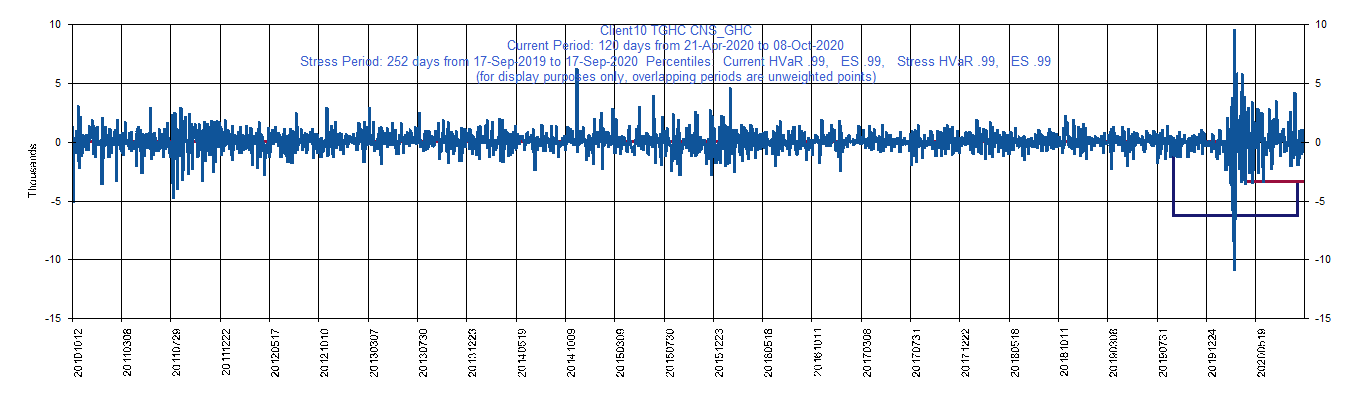 Client10 TGHC CNS_GHC
Current Period: 120 days from 21-Apr-2020 to 08-Oct-2020
Stress Period: 252 days from 17-Sep-2019 to 17-Sep-2020 Percentiles: Current HVaR .99, ES .99, Stress HVaR .99, ES .99
(for display purposes only, overlapping periods are unweighted points)
10 10
5 5
0 0
-5 -5
-10 -10
-15 -15
Thousands
20101012 20110308 20110729 20111222 20120517 20121010 20130307 20130730 20131223 20140519 20141009 20150309 20150730 20151223 20160518 20161011 20170308 20170731 20171222 20180518 20181011 20190308 20190731 20191224 20200519